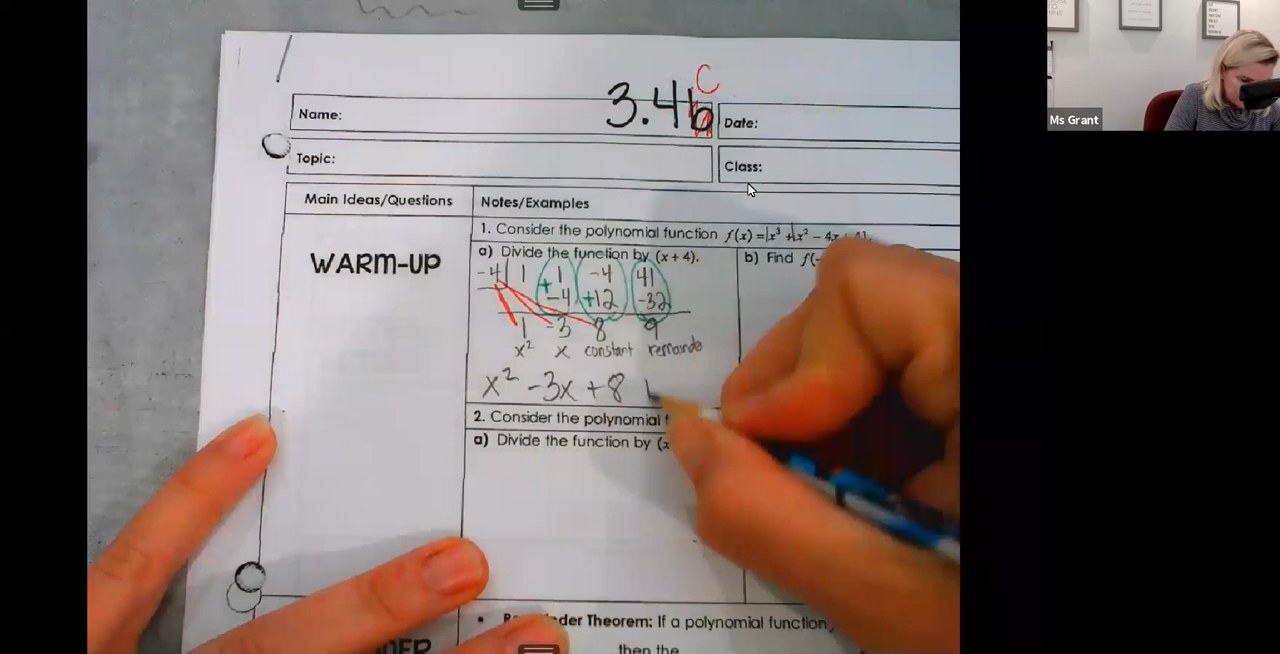 C
3.4b
Name:
Date:
Topic:
Class:
Main Ideas/Questions
Notes/Examples
1. Consider the polynomial function f(x) = x³ + x² − 4x + 41.
WARM-UP
a) Divide the function by (x + 4).
b) Find f(-
-4 1 1 -4 41
+ -4 +12 -32
1 -3 8 9
x² x constant remainde
x² - 3x + 8
2. Consider the polynomial
a) Divide the function by (x
Theorem: If a polynomial function
then the
Ms Grant